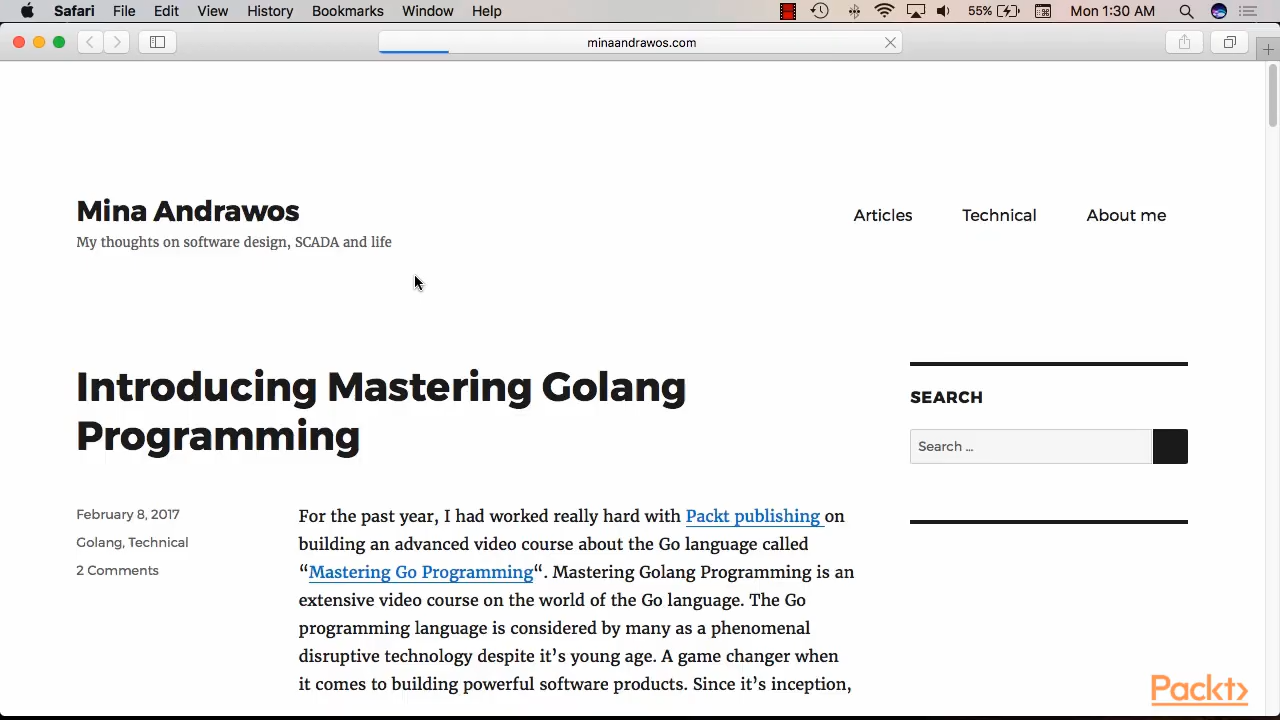 Safari File Edit View History Bookmarks Window Help 55% Mon 1:30 AM
minaandrawos.com
Mina Andrawos
My thoughts on software design, SCADA and life
Articles Technical About me
Introducing Mastering Golang
Programming
February 8, 2017
Golang, Technical
2 Comments
For the past year, I had worked really hard with Packt publishing on
building an advanced video course about the Go language called
“Mastering Go Programming“. Mastering Golang Programming is an
extensive video course on the world of the Go language. The Go
programming language is considered by many as a phenomenal
disruptive technology despite it’s young age. A game changer when
it comes to building powerful software products. Since it’s inception,
SEARCH
Search …
Packt